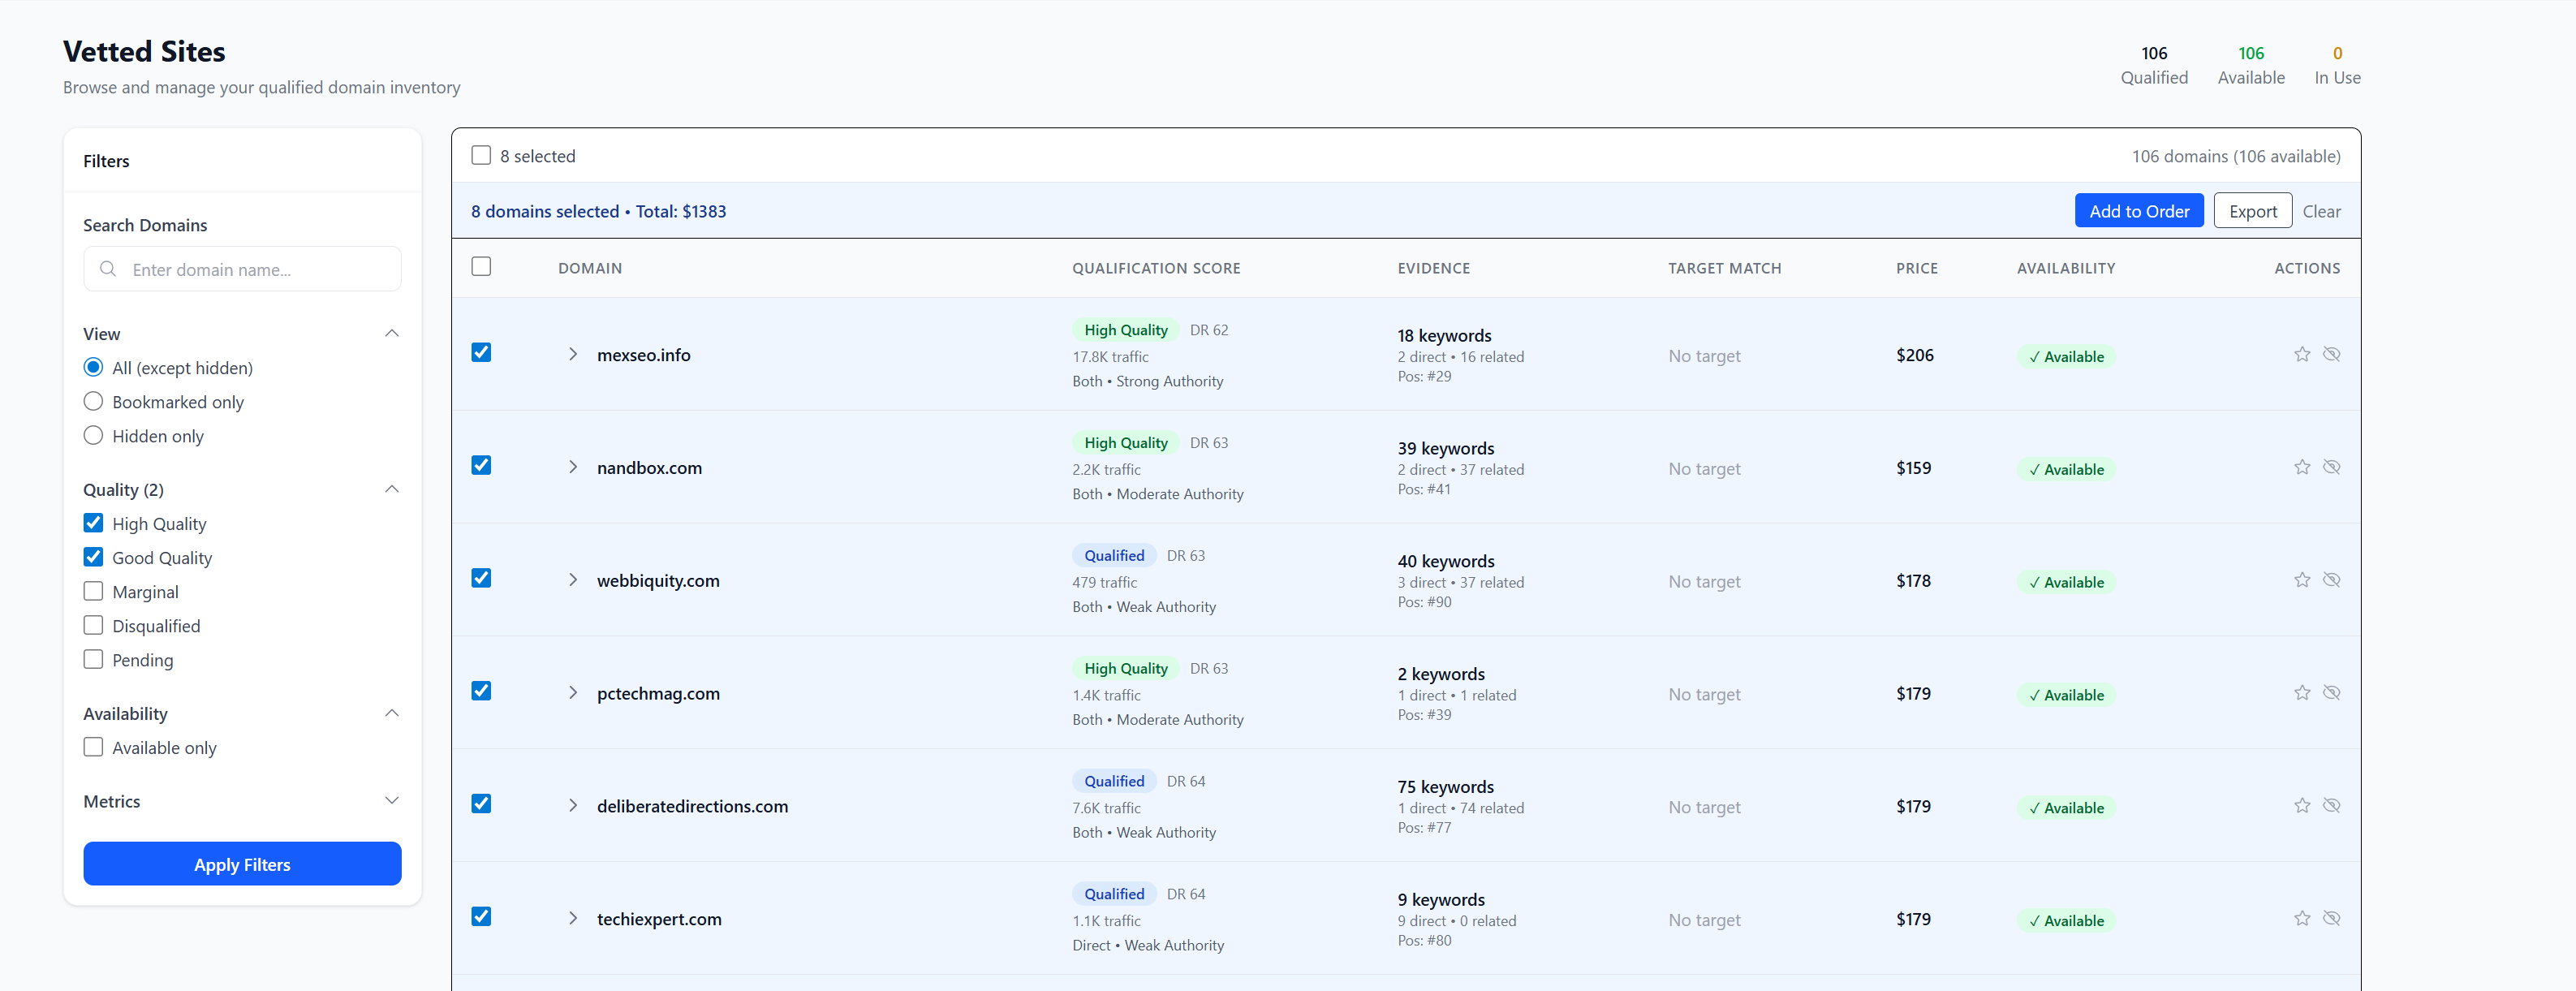 Vetted Sites
Browse and manage your qualified domain inventory
106
Qualified
106
Available
0
In Use
Filters
Search Domains
Enter domain name...
View
All (except hidden)
Bookmarked only
Hidden only
Quality (2)
High Quality
Good Quality
Marginal
Disqualified
Pending
Availability
Available only
Metrics
Apply Filters
8 selected
106 domains (106 available)
8 domains selected • Total: $1383
Add to Order
Export
Clear
DOMAIN QUALIFICATION SCORE EVIDENCE TARGET MATCH PRICE AVAILABILITY ACTIONS
mexseo.info
High Quality DR 62
17.8K traffic
Both • Strong Authority
18 keywords
2 direct • 16 related
Pos: #29
No target
$206
✓ Available
nandbox.com
High Quality DR 63
2.2K traffic
Both • Moderate Authority
39 keywords
2 direct • 37 related
Pos: #41
No target
$159
✓ Available
webbiquity.com
Qualified DR 63
479 traffic
Both • Weak Authority
40 keywords
3 direct • 37 related
Pos: #90
No target
$178
✓ Available
pctechmag.com
High Quality DR 63
1.4K traffic
Both • Moderate Authority
2 keywords
1 direct • 1 related
Pos: #39
No target
$179
✓ Available
deliberatedirections.com
Qualified DR 64
7.6K traffic
Both • Weak Authority
75 keywords
1 direct • 74 related
Pos: #77
No target
$179
✓ Available
techiexpert.com
Qualified DR 64
1.1K traffic
Direct • Weak Authority
9 keywords
9 direct • 0 related
Pos: #80
No target
$179
✓ Available